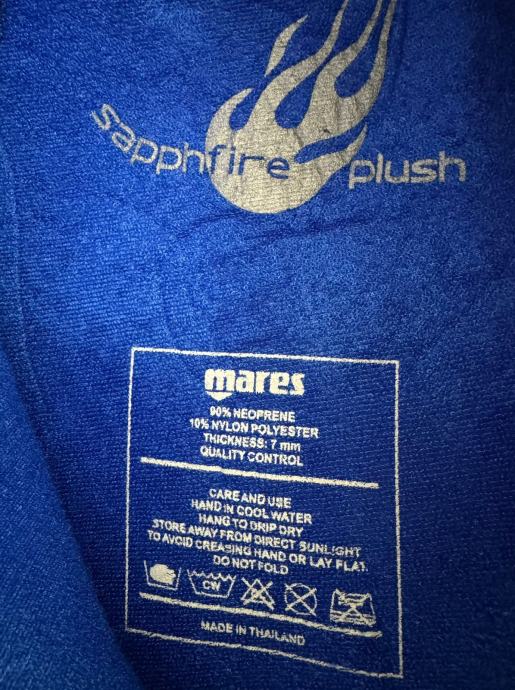 sapphfire plush
mares
90% NEOPRENE
10% NYLON POLYESTER
THICKNESS: 7 mm
QUALITY CONTROL
CARE AND USE
HAND IN COOL WATER
HANG TO DRIP DRY
STORE AWAY FROM DIRECT SUNLIGHT
TO AVOID CREASING HAND OR LAY FLAT.
DO NOT FOLD
CW
MADE IN THAILAND